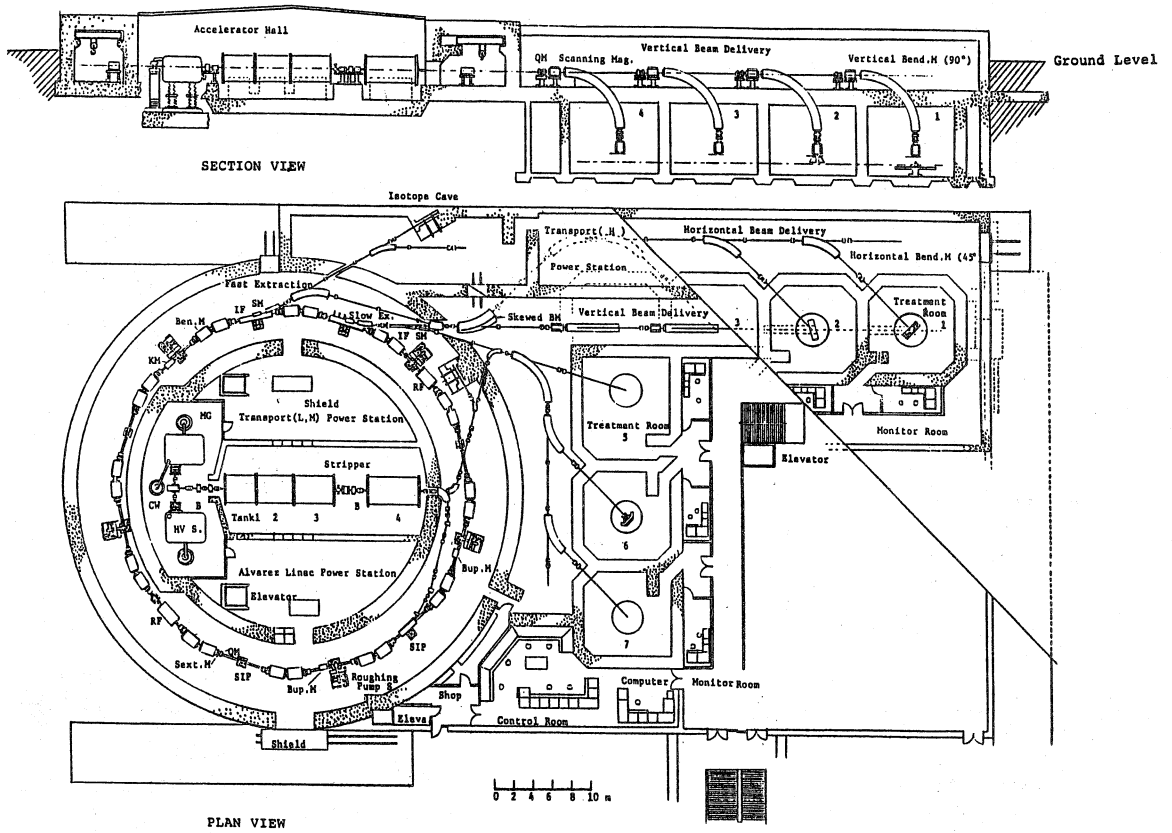 Accelerator Hall
Vertical Beam Delivery
QM Scanning Mag.
Vertical Bend.M (90°)
Ground Level
4
3
2
1
SECTION VIEW
Isotope Cave
Transport( H )
Horizontal Beam Delivery
Power Station
Horizontal Bend.M (45°
Fast Extraction
SM
IF
Slow Ex.
Skewed BM
Vertical Beam Delivery
3
2
Treatment
Room
1
Ben.M
IF SM
KM
RF
Shield
MG
Transport(L,M) Power Station
Treatment Room
5
Monitor Room
Elevator
Stripper
CW
B
Tank1
2
3
B
4
HV S.
6
Alvarez Linac Power Station
Bup.M
Elevator
RF
7
SIP
QM
Sext.M
SIP
Bup.M
Roughing
Pump S
Shop
Computer
Monitor Room
Eleva
Control Room
Shield
0 2 4 6 8 10 m
PLAN VIEW